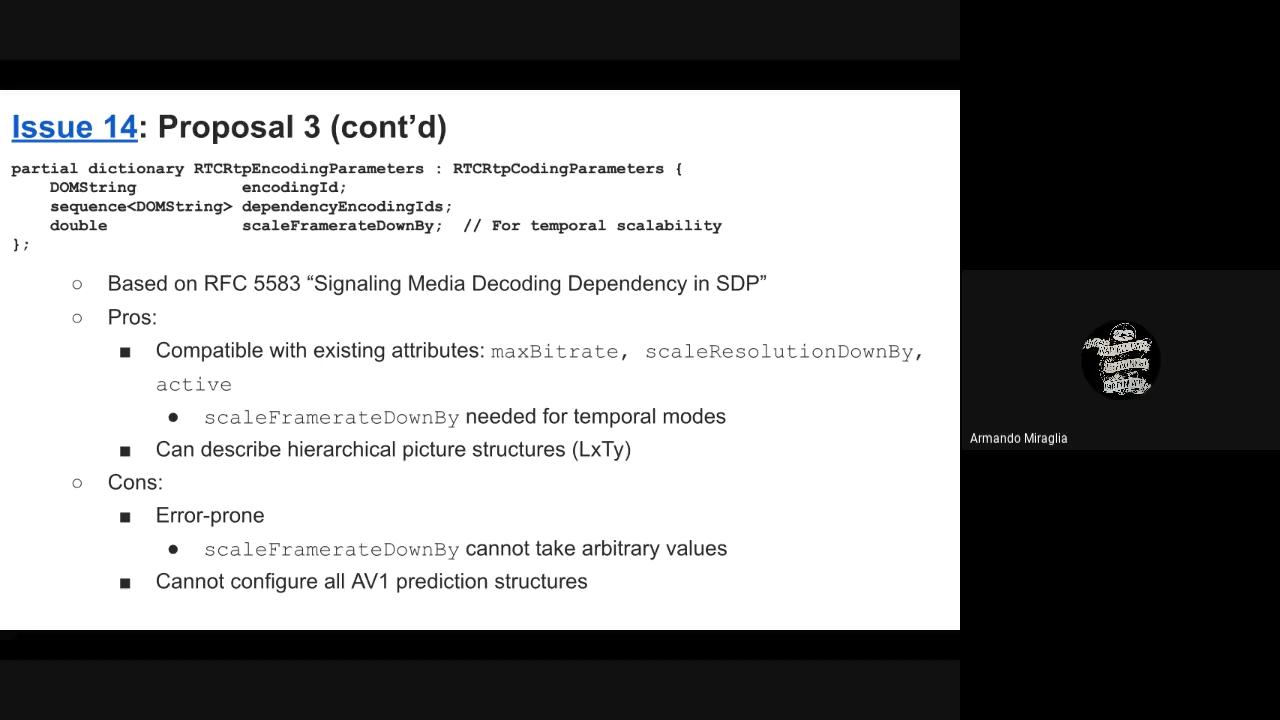 Issue 14: Proposal 3 (cont’d)
partial dictionary RTCRtpEncodingParameters : RTCRtpCodingParameters {
DOMString encodingId;
sequence<DOMString> dependencyEncodingIds;
double scaleFramerateDownBy; // For temporal scalability
};
○ Based on RFC 5583 “Signaling Media Decoding Dependency in SDP”
○ Pros:
■ Compatible with existing attributes: maxBitrate, scaleResolutionDownBy,
active
● scaleFramerateDownBy needed for temporal modes
■ Can describe hierarchical picture structures (LxTy)
○ Cons:
■ Error-prone
● scaleFramerateDownBy cannot take arbitrary values
■ Cannot configure all AV1 prediction structures
Armando Miraglia